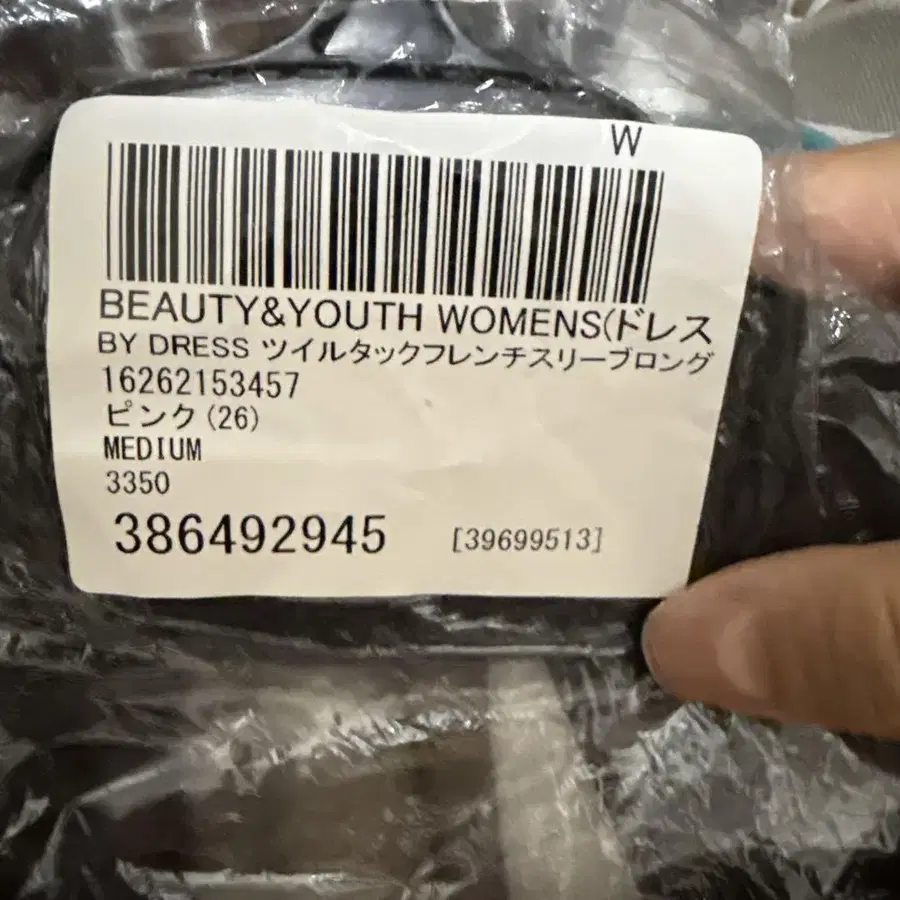 W
BEAUTY&YOUTH WOMENS(ドレス
BY DRESS ツイルタックフレンチスリーブロング
16262153457
ピンク(26)
MEDIUM
3350
386492945 [39699513]